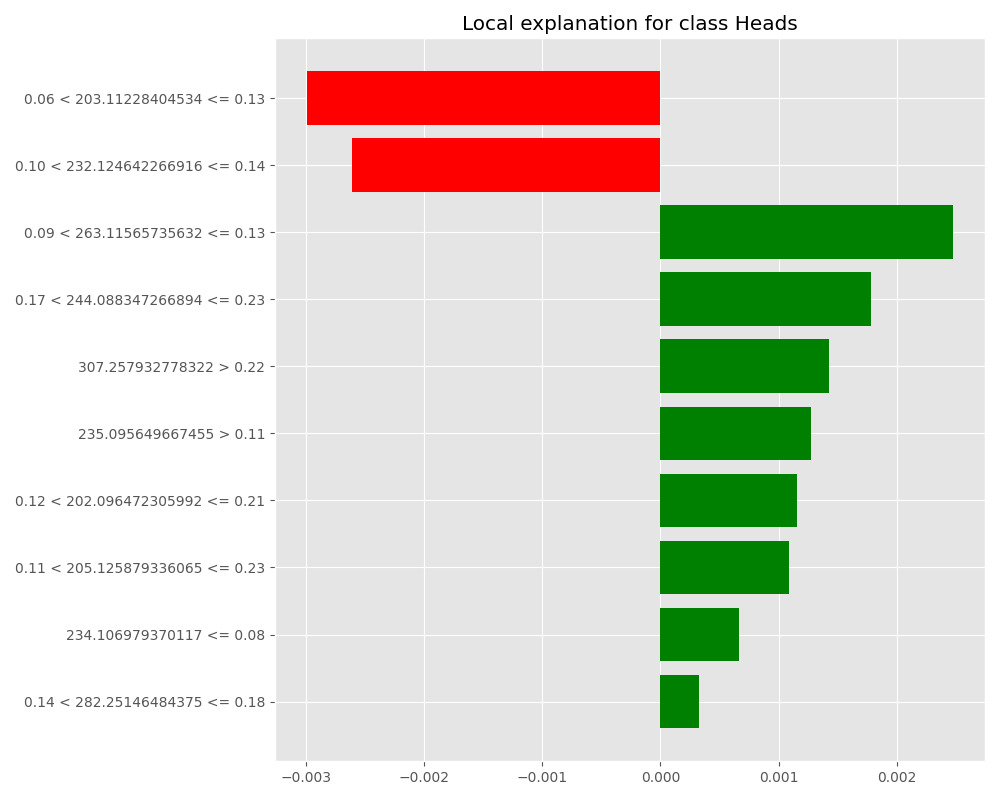 Local explanation for class Heads
0.06 < 203.11228404534 <= 0.13
0.10 < 232.124642266916 <= 0.14
0.09 < 263.11565735632 <= 0.13
0.17 < 244.088347266894 <= 0.23
307.257932778322 > 0.22
235.095649667455 > 0.11
0.12 < 202.096472305992 <= 0.21
0.11 < 205.125879336065 <= 0.23
234.106979370117 <= 0.08
0.14 < 282.25146484375 <= 0.18
−0.003 −0.002 −0.001 0.000 0.001 0.002